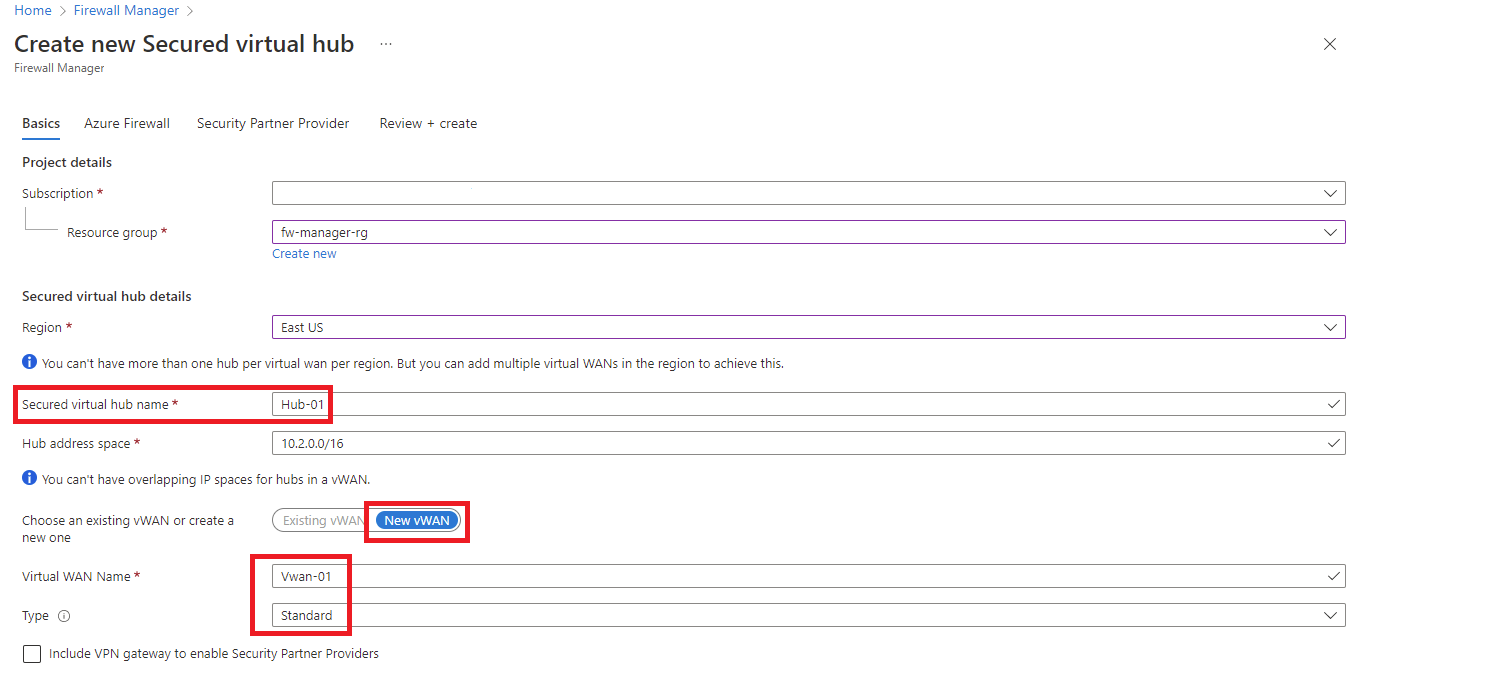 Home > Firewall Manager >
Create new Secured virtual hub ...
Firewall Manager
Basics Azure Firewall Security Partner Provider Review + create
Project details
Subscription *
Resource group * fw-manager-rg
Create new
Secured virtual hub details
Region * East US
You can't have more than one hub per virtual wan per region. But you can add multiple virtual WANs in the region to achieve this.
Secured virtual hub name * Hub-01
Hub address space * 10.2.0.0/16
You can't have overlapping IP spaces for hubs in a vWAN.
Choose an existing vWAN or create a Existing vWAN New vWAN
new one
Virtual WAN Name * Vwan-01
Type Standard
Include VPN gateway to enable Security Partner Providers